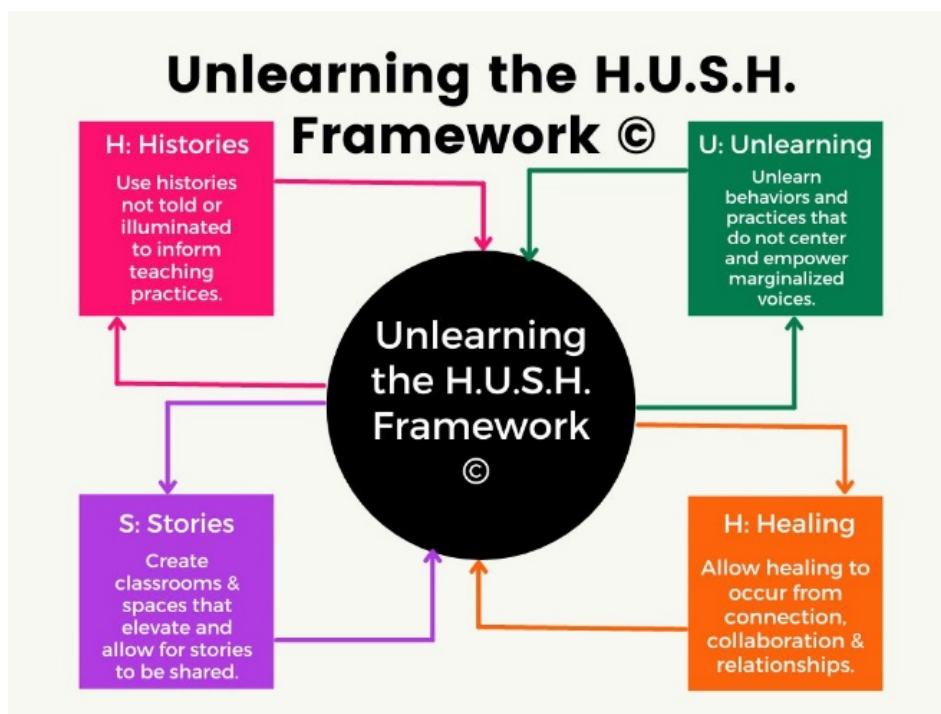 Unlearning the H.U.S.H.
Framework ©
H: Histories
Use histories
not told or
illuminated
to inform
teaching
practices.
U: Unlearning
Unlearn
behaviors and
practices that
do not center
and empower
marginalized
voices.
Unlearning
the H.U.S.H.
Framework
©
S: Stories
Create
classrooms &
spaces that
elevate and
allow for stories
to be shared.
H: Healing
Allow healing to
occur from
connection,
collaboration &
relationships.